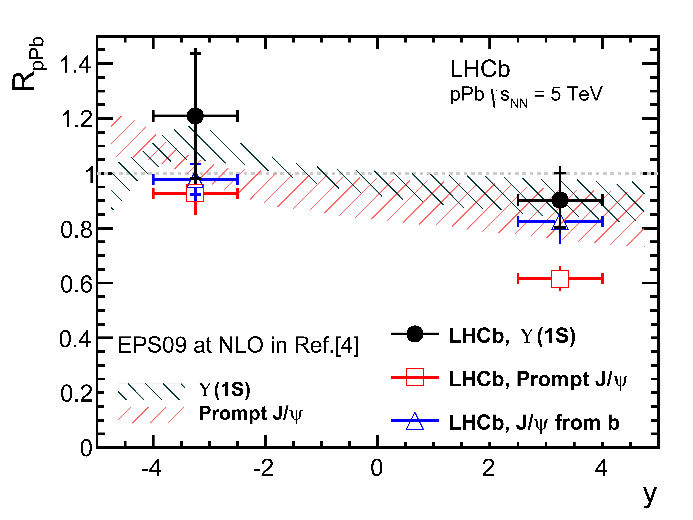 R_pPb
1.4
1.2
1
0.8
0.6
0.4
0.2
0
LHCb
pPb √s_NN = 5 TeV
EPS09 at NLO in Ref.[4]
ϒ(1S)
Prompt J/ψ
LHCb, ϒ(1S)
LHCb, Prompt J/ψ
LHCb, J/ψ from b
-4 -2 0 2 4
y